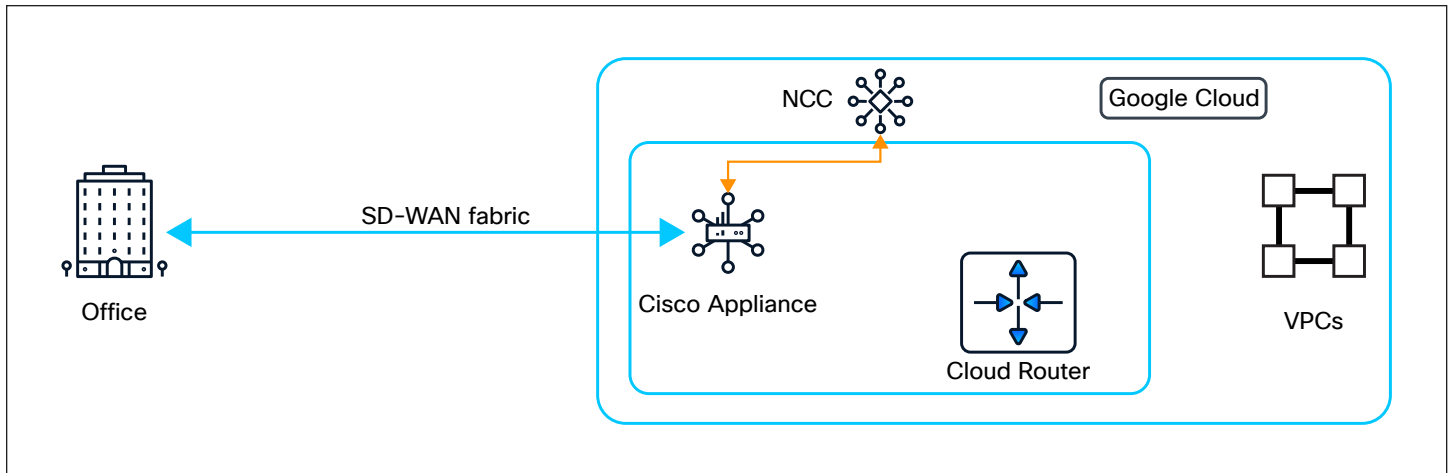 NCC
Google Cloud
SD-WAN fabric
Office
Cisco Appliance
Cloud Router
VPCs